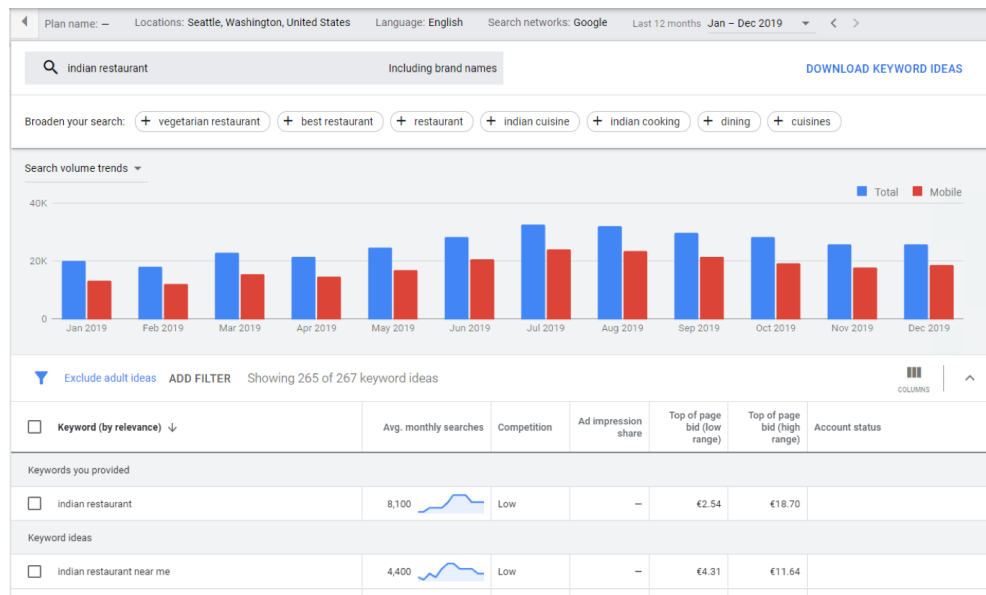 Plan name: — Locations: Seattle, Washington, United States Language: English Search networks: Google Last 12 months Jan – Dec 2019
indian restaurant Including brand names DOWNLOAD KEYWORD IDEAS
Broaden your search: + vegetarian restaurant + best restaurant + restaurant + indian cuisine + indian cooking + dining + cuisines
Search volume trends
Total Mobile
40K
20K
0
Jan 2019 Feb 2019 Mar 2019 Apr 2019 May 2019 Jun 2019 Jul 2019 Aug 2019 Sep 2019 Oct 2019 Nov 2019 Dec 2019
Exclude adult ideas ADD FILTER Showing 265 of 267 keyword ideas
COLUMNS
Keyword (by relevance) ↓ Avg. monthly searches Competition Ad impression share Top of page bid (low range) Top of page bid (high range) Account status
Keywords you provided
indian restaurant 8,100 Low — €2.54 €18.70
Keyword ideas
indian restaurant near me 4,400 Low — €4.31 €11.64